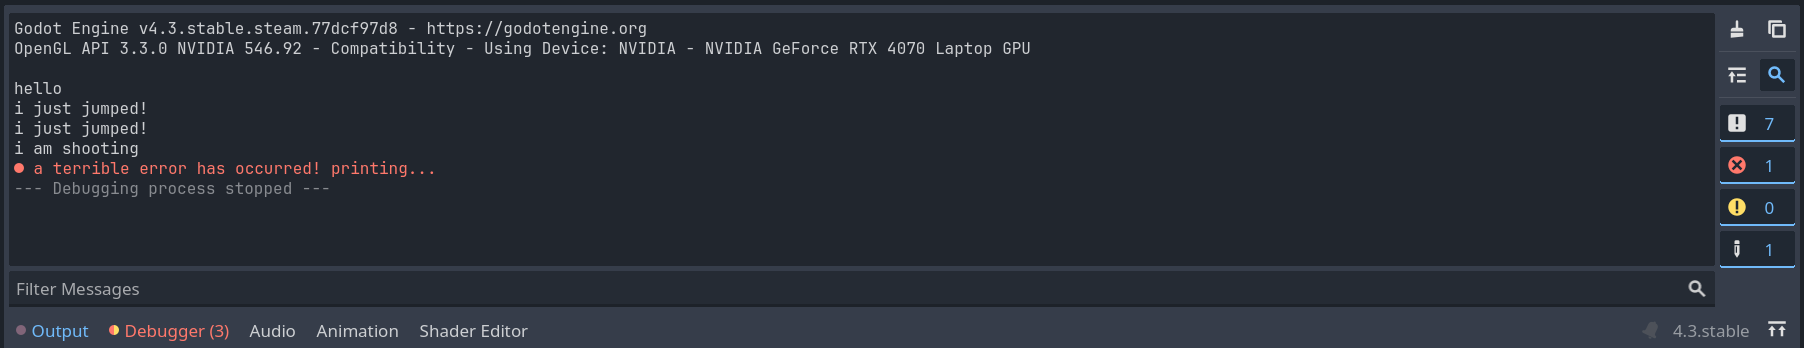 Godot Engine v4.3.stable.steam.77dcf97d8 - https://godotengine.org
OpenGL API 3.3.0 NVIDIA 546.92 - Compatibility - Using Device: NVIDIA - NVIDIA GeForce RTX 4070 Laptop GPU
hello
i just jumped!
i just jumped!
i am shooting
a terrible error has occurred! printing...
--- Debugging process stopped ---
7
1
0
1
Filter Messages
Output Debugger (3) Audio Animation Shader Editor 4.3.stable